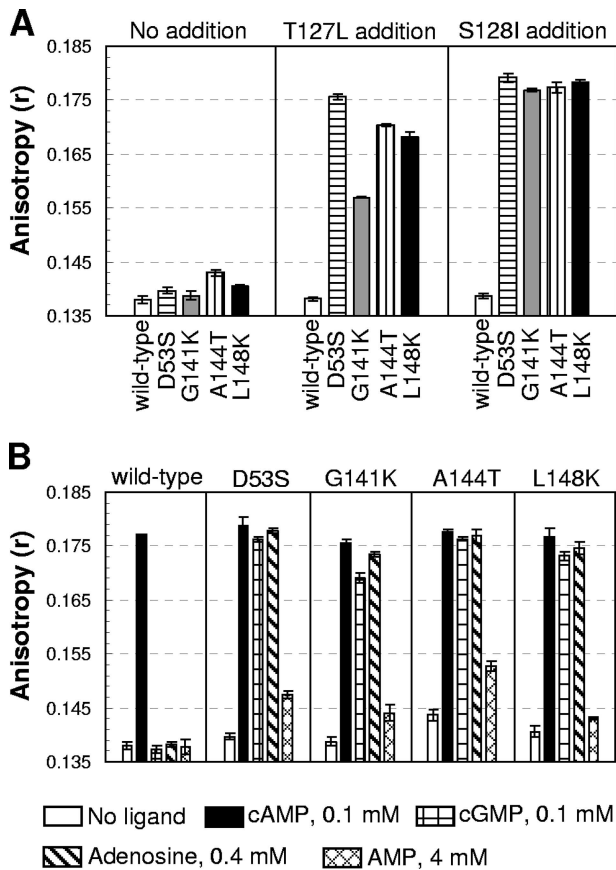 A
No addition T127L addition S128I addition
Anisotropy (r)
0.185
0.175
0.165
0.155
0.145
0.135
wild-type D53S G141K A144T L148K wild-type D53S G141K A144T L148K wild-type D53S G141K A144T L148K
B
wild-type D53S G141K A144T L148K
Anisotropy (r)
0.185
0.175
0.165
0.155
0.145
0.135
No ligand cAMP, 0.1 mM cGMP, 0.1 mM
Adenosine, 0.4 mM AMP, 4 mM